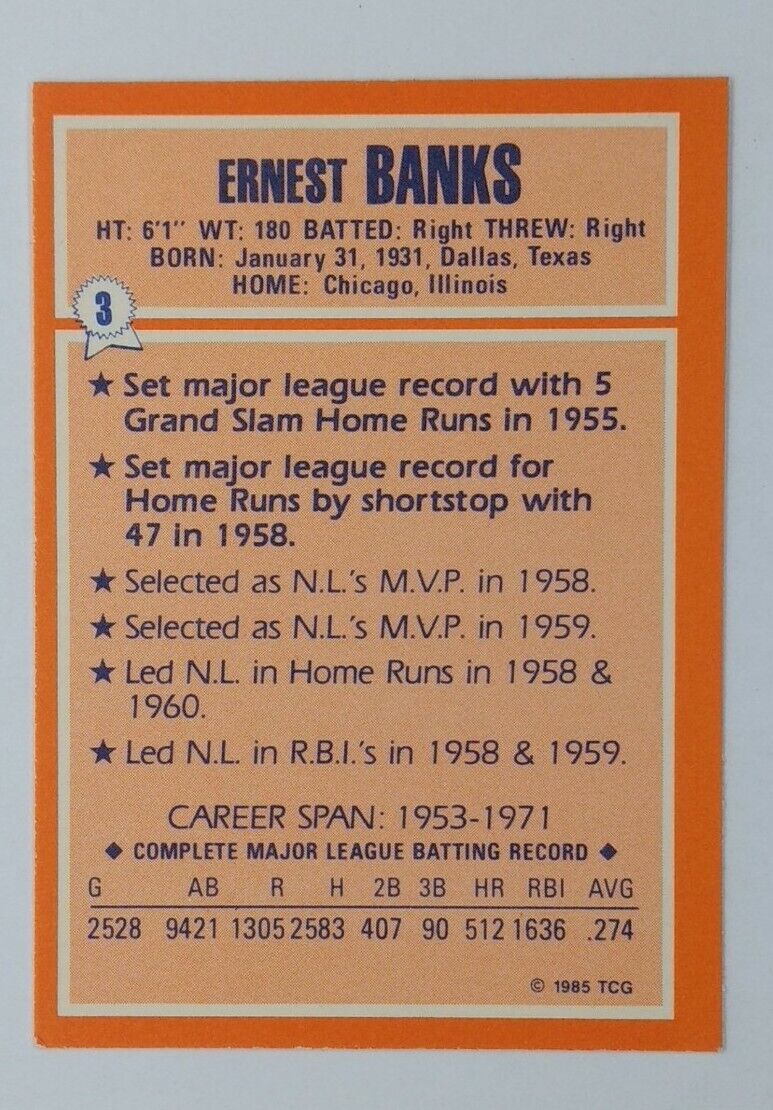 ERNEST BANKS
HT: 6'1" WT: 180 BATTED: Right THREW: Right
BORN: January 31, 1931, Dallas, Texas
HOME: Chicago, Illinois
3
★ Set major league record with 5
Grand Slam Home Runs in 1955.
★ Set major league record for
Home Runs by shortstop with
47 in 1958.
★ Selected as N.L.'s M.V.P. in 1958.
★ Selected as N.L.'s M.V.P. in 1959.
★ Led N.L. in Home Runs in 1958 &
1960.
★ Led N.L. in R.B.I.'s in 1958 & 1959.
CAREER SPAN: 1953-1971
◆ COMPLETE MAJOR LEAGUE BATTING RECORD ◆
G AB R H 2B 3B HR RBI AVG
2528 9421 1305 2583 407 90 512 1636 .274
© 1985 TCG